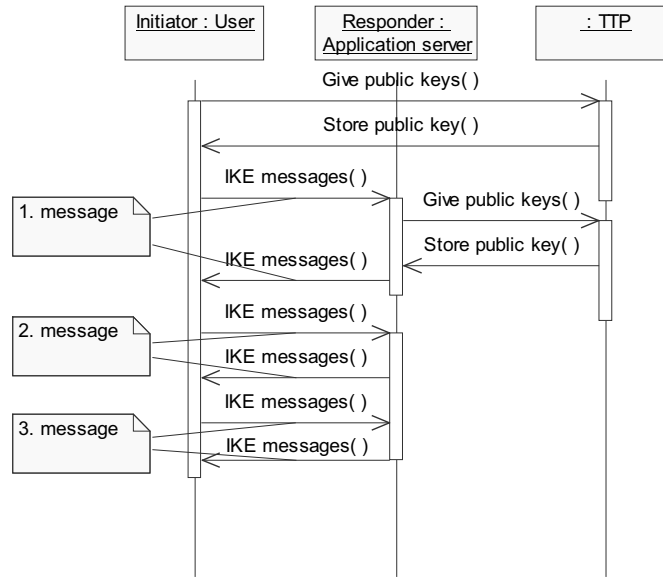 Initiator : User
Responder :
Application server
: TTP
Give public keys( )
Store public key( )
IKE messages( )
1. message
Give public keys( )
Store public key( )
IKE messages( )
IKE messages( )
2. message
IKE messages( )
IKE messages( )
3. message
IKE messages( )